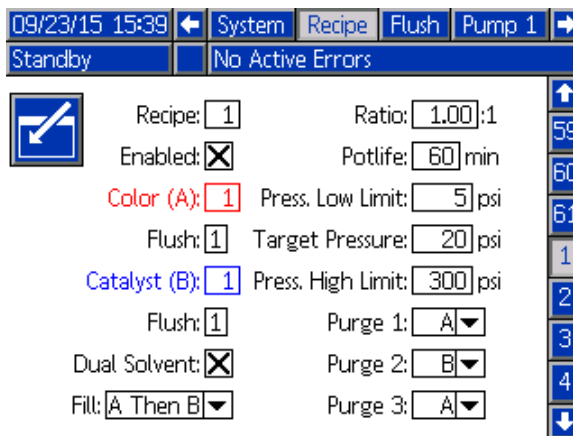 09/23/15 15:39 System Recipe Flush Pump 1
Standby No Active Errors
Recipe: 1 Ratio: 1.00 :1
Enabled: Potlife: 60 min
Color (A): 1 Press. Low Limit: 5 psi
Flush: 1 Target Pressure: 20 psi
Catalyst (B): 1 Press. High Limit: 300 psi
Flush: 1 Purge 1: A
Dual Solvent: Purge 2: B
Fill: A Then B Purge 3: A
59
60
61
1
2
3
4